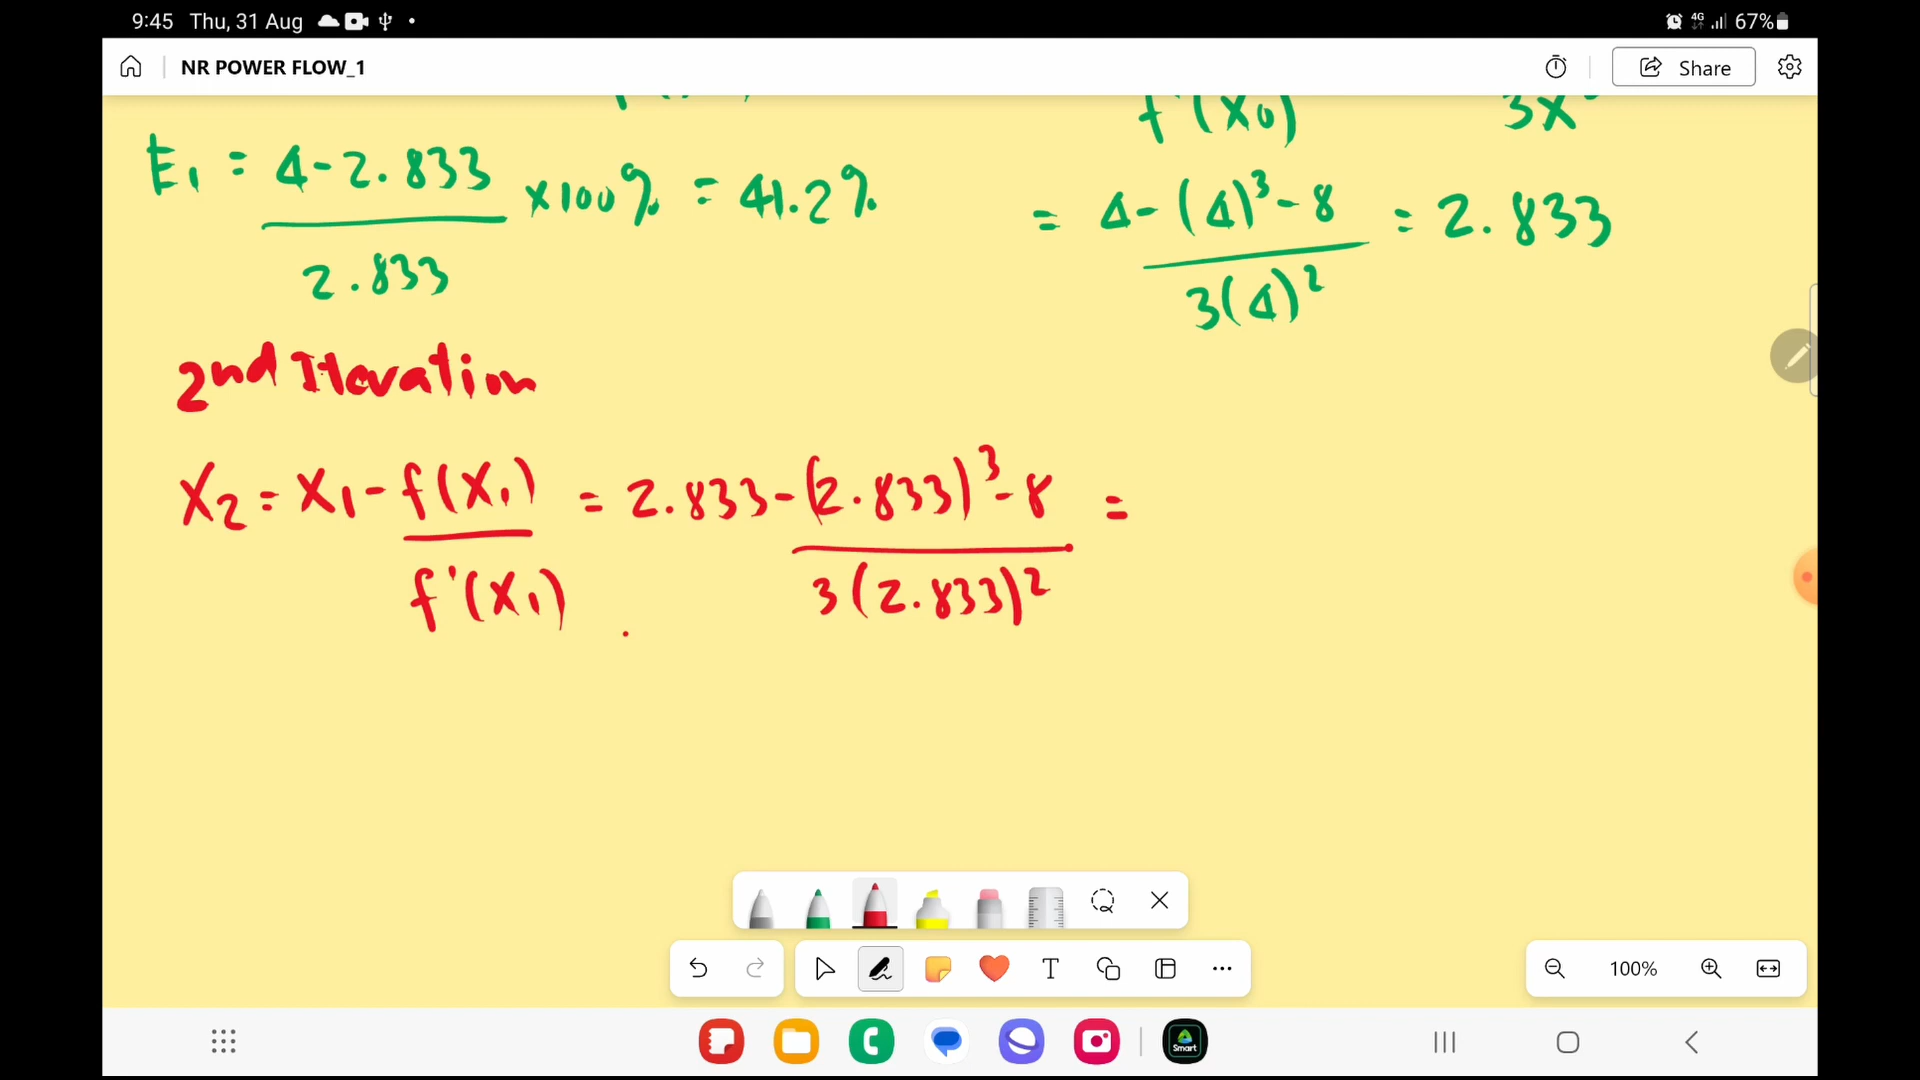 9:45 Thu, 31 Aug
4G 67%
NR POWER FLOW_1
Share
f'(x0) 3x
E1 = 4-2.833 x100% = 41.2%
2.833
= 4-(4)^3-8 = 2.833
3(4)^2
2nd Iteration
X2 = X1 - f(X1) = 2.833-(2.833)^3-8 =
f'(X1) 3(2.833)^2
T
100%
Smart